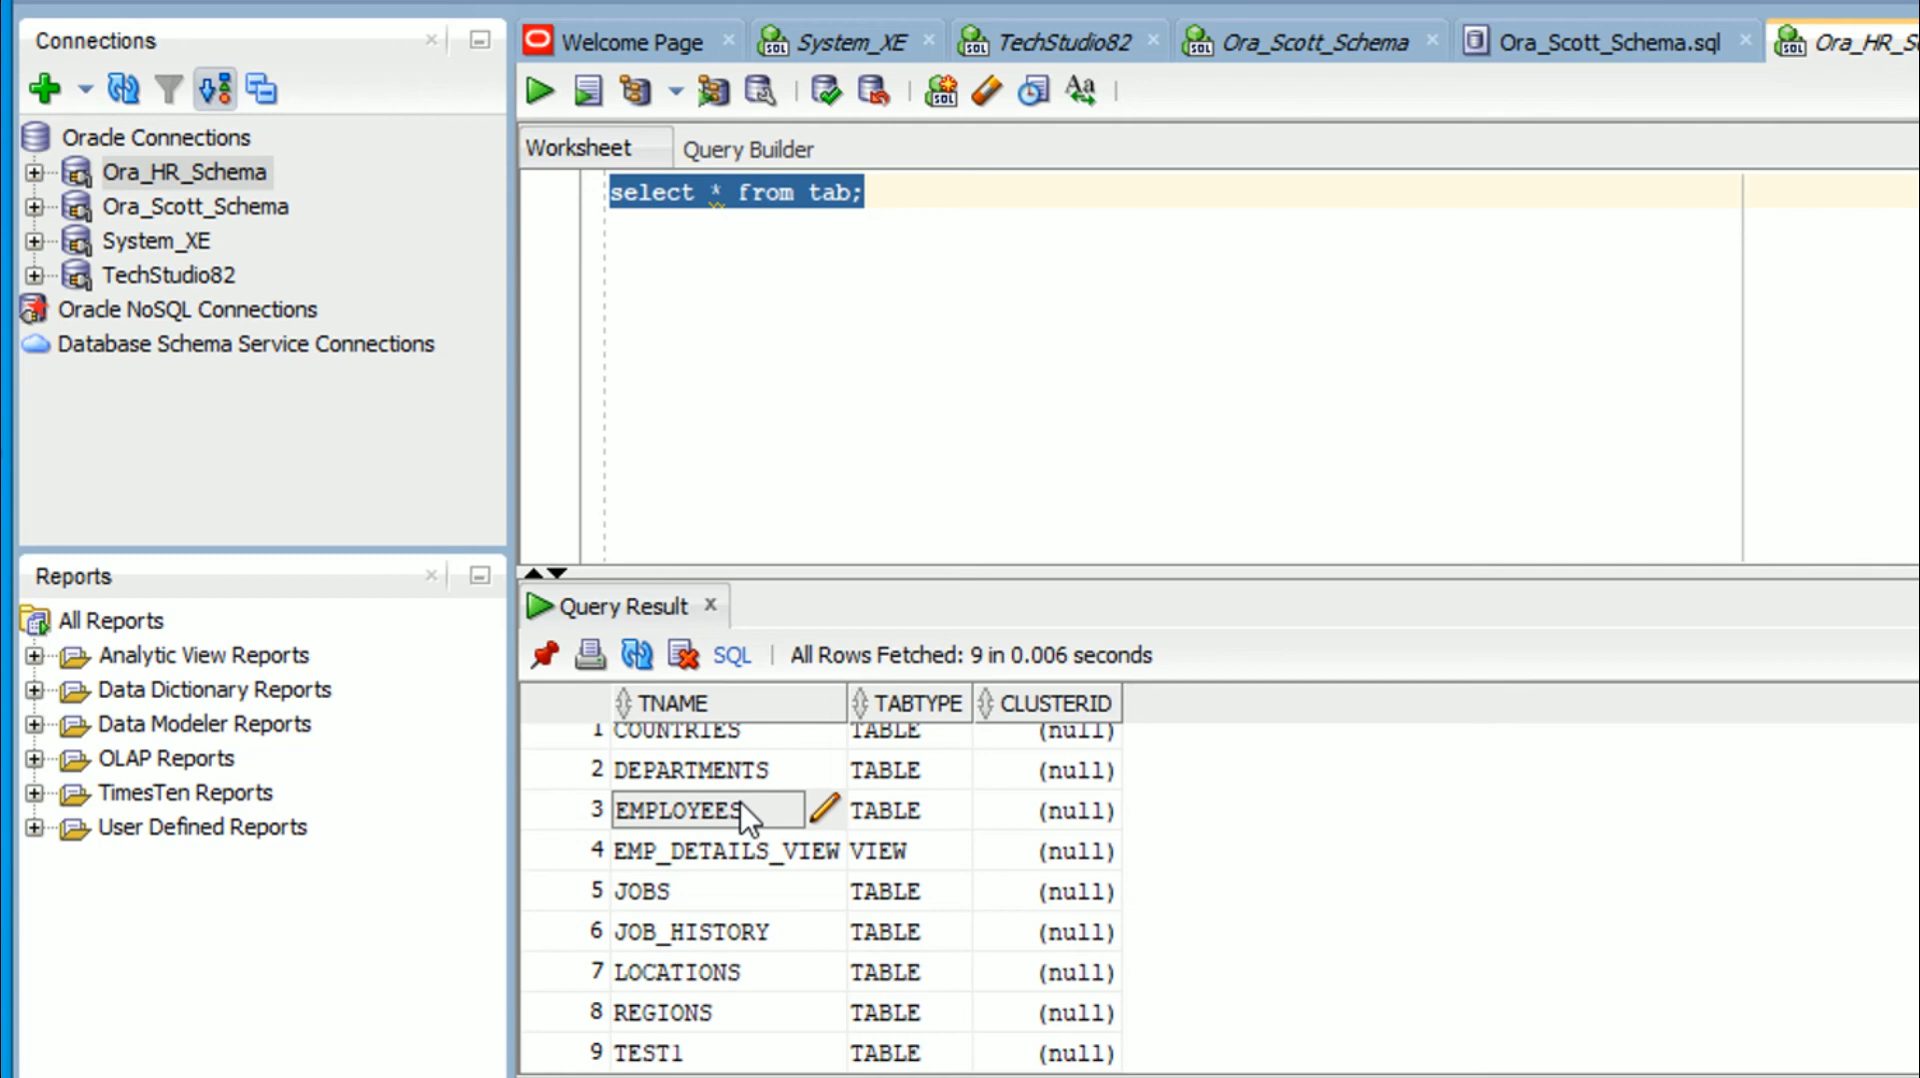 Connections
Oracle Connections
Ora_HR_Schema
Ora_Scott_Schema
System_XE
TechStudio82
Oracle NoSQL Connections
Database Schema Service Connections
Reports
All Reports
Analytic View Reports
Data Dictionary Reports
Data Modeler Reports
OLAP Reports
TimesTen Reports
User Defined Reports
Welcome Page System_XE TechStudio82 Ora_Scott_Schema Ora_Scott_Schema.sql Ora_HR_S
Worksheet Query Builder
select * from tab;
Query Result
SQL All Rows Fetched: 9 in 0.006 seconds
TNAME TABTYPE CLUSTERID
1 COUNTRIES TABLE (null)
2 DEPARTMENTS TABLE (null)
3 EMPLOYEES TABLE (null)
4 EMP_DETAILS_VIEW VIEW (null)
5 JOBS TABLE (null)
6 JOB_HISTORY TABLE (null)
7 LOCATIONS TABLE (null)
8 REGIONS TABLE (null)
9 TEST1 TABLE (null)